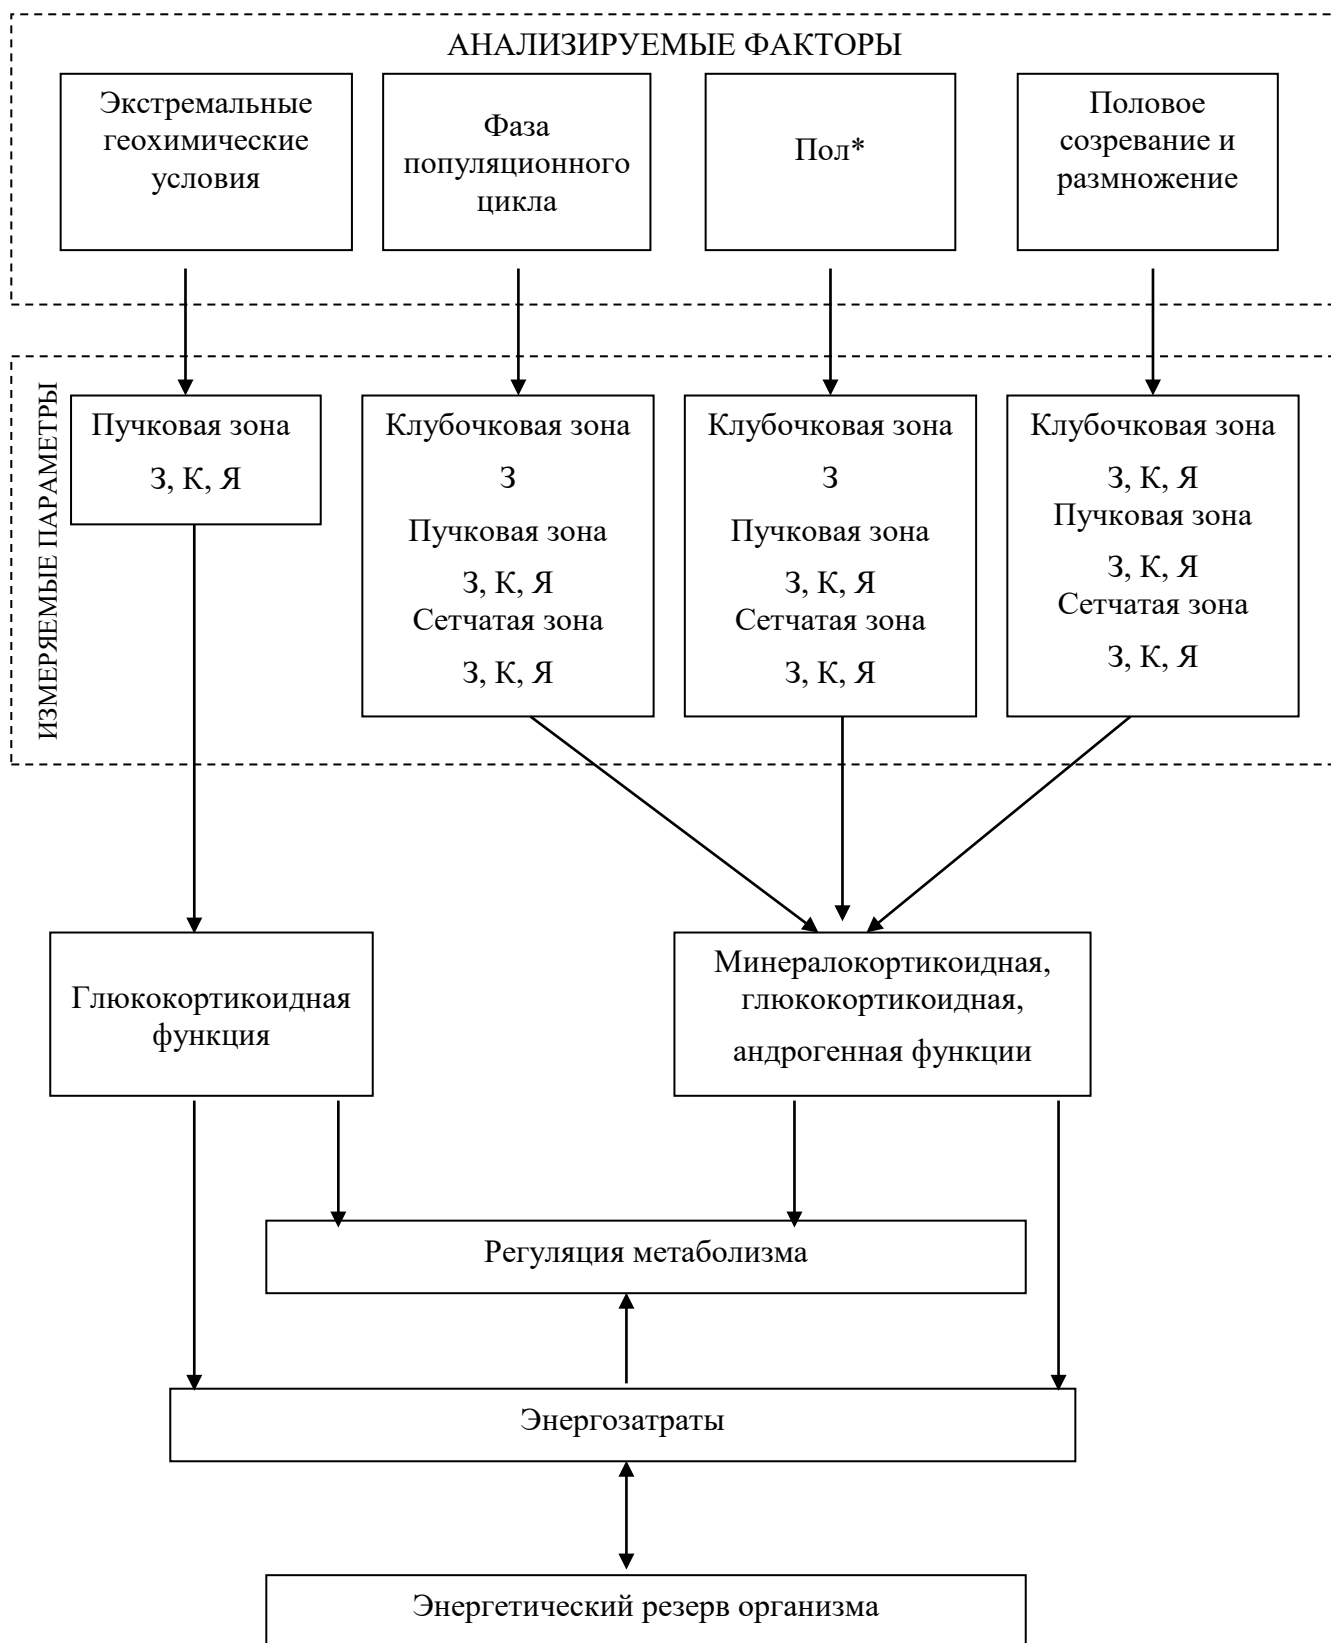 АНАЛИЗИРУЕМЫЕ ФАКТОРЫ
Экстремальные
геохимические
условия
Фаза
популяционного
цикла
Пол*
Половое
созревание и
размножение
ИЗМЕРЯЕМЫЕ ПАРАМЕТРЫ
Пучковая зона
З, К, Я
Клубочковая зона
З
Пучковая зона
З, К, Я
Сетчатая зона
З, К, Я
Клубочковая зона
З
Пучковая зона
З, К, Я
Сетчатая зона
З, К, Я
Клубочковая зона
З, К, Я
Пучковая зона
З, К, Я
Сетчатая зона
З, К, Я
Глюкокортикоидная
функция
Минералокортикоидная,
глюкокортикоидная,
андрогенная функции
Регуляция метаболизма
Энергозатраты
Энергетический резерв организма